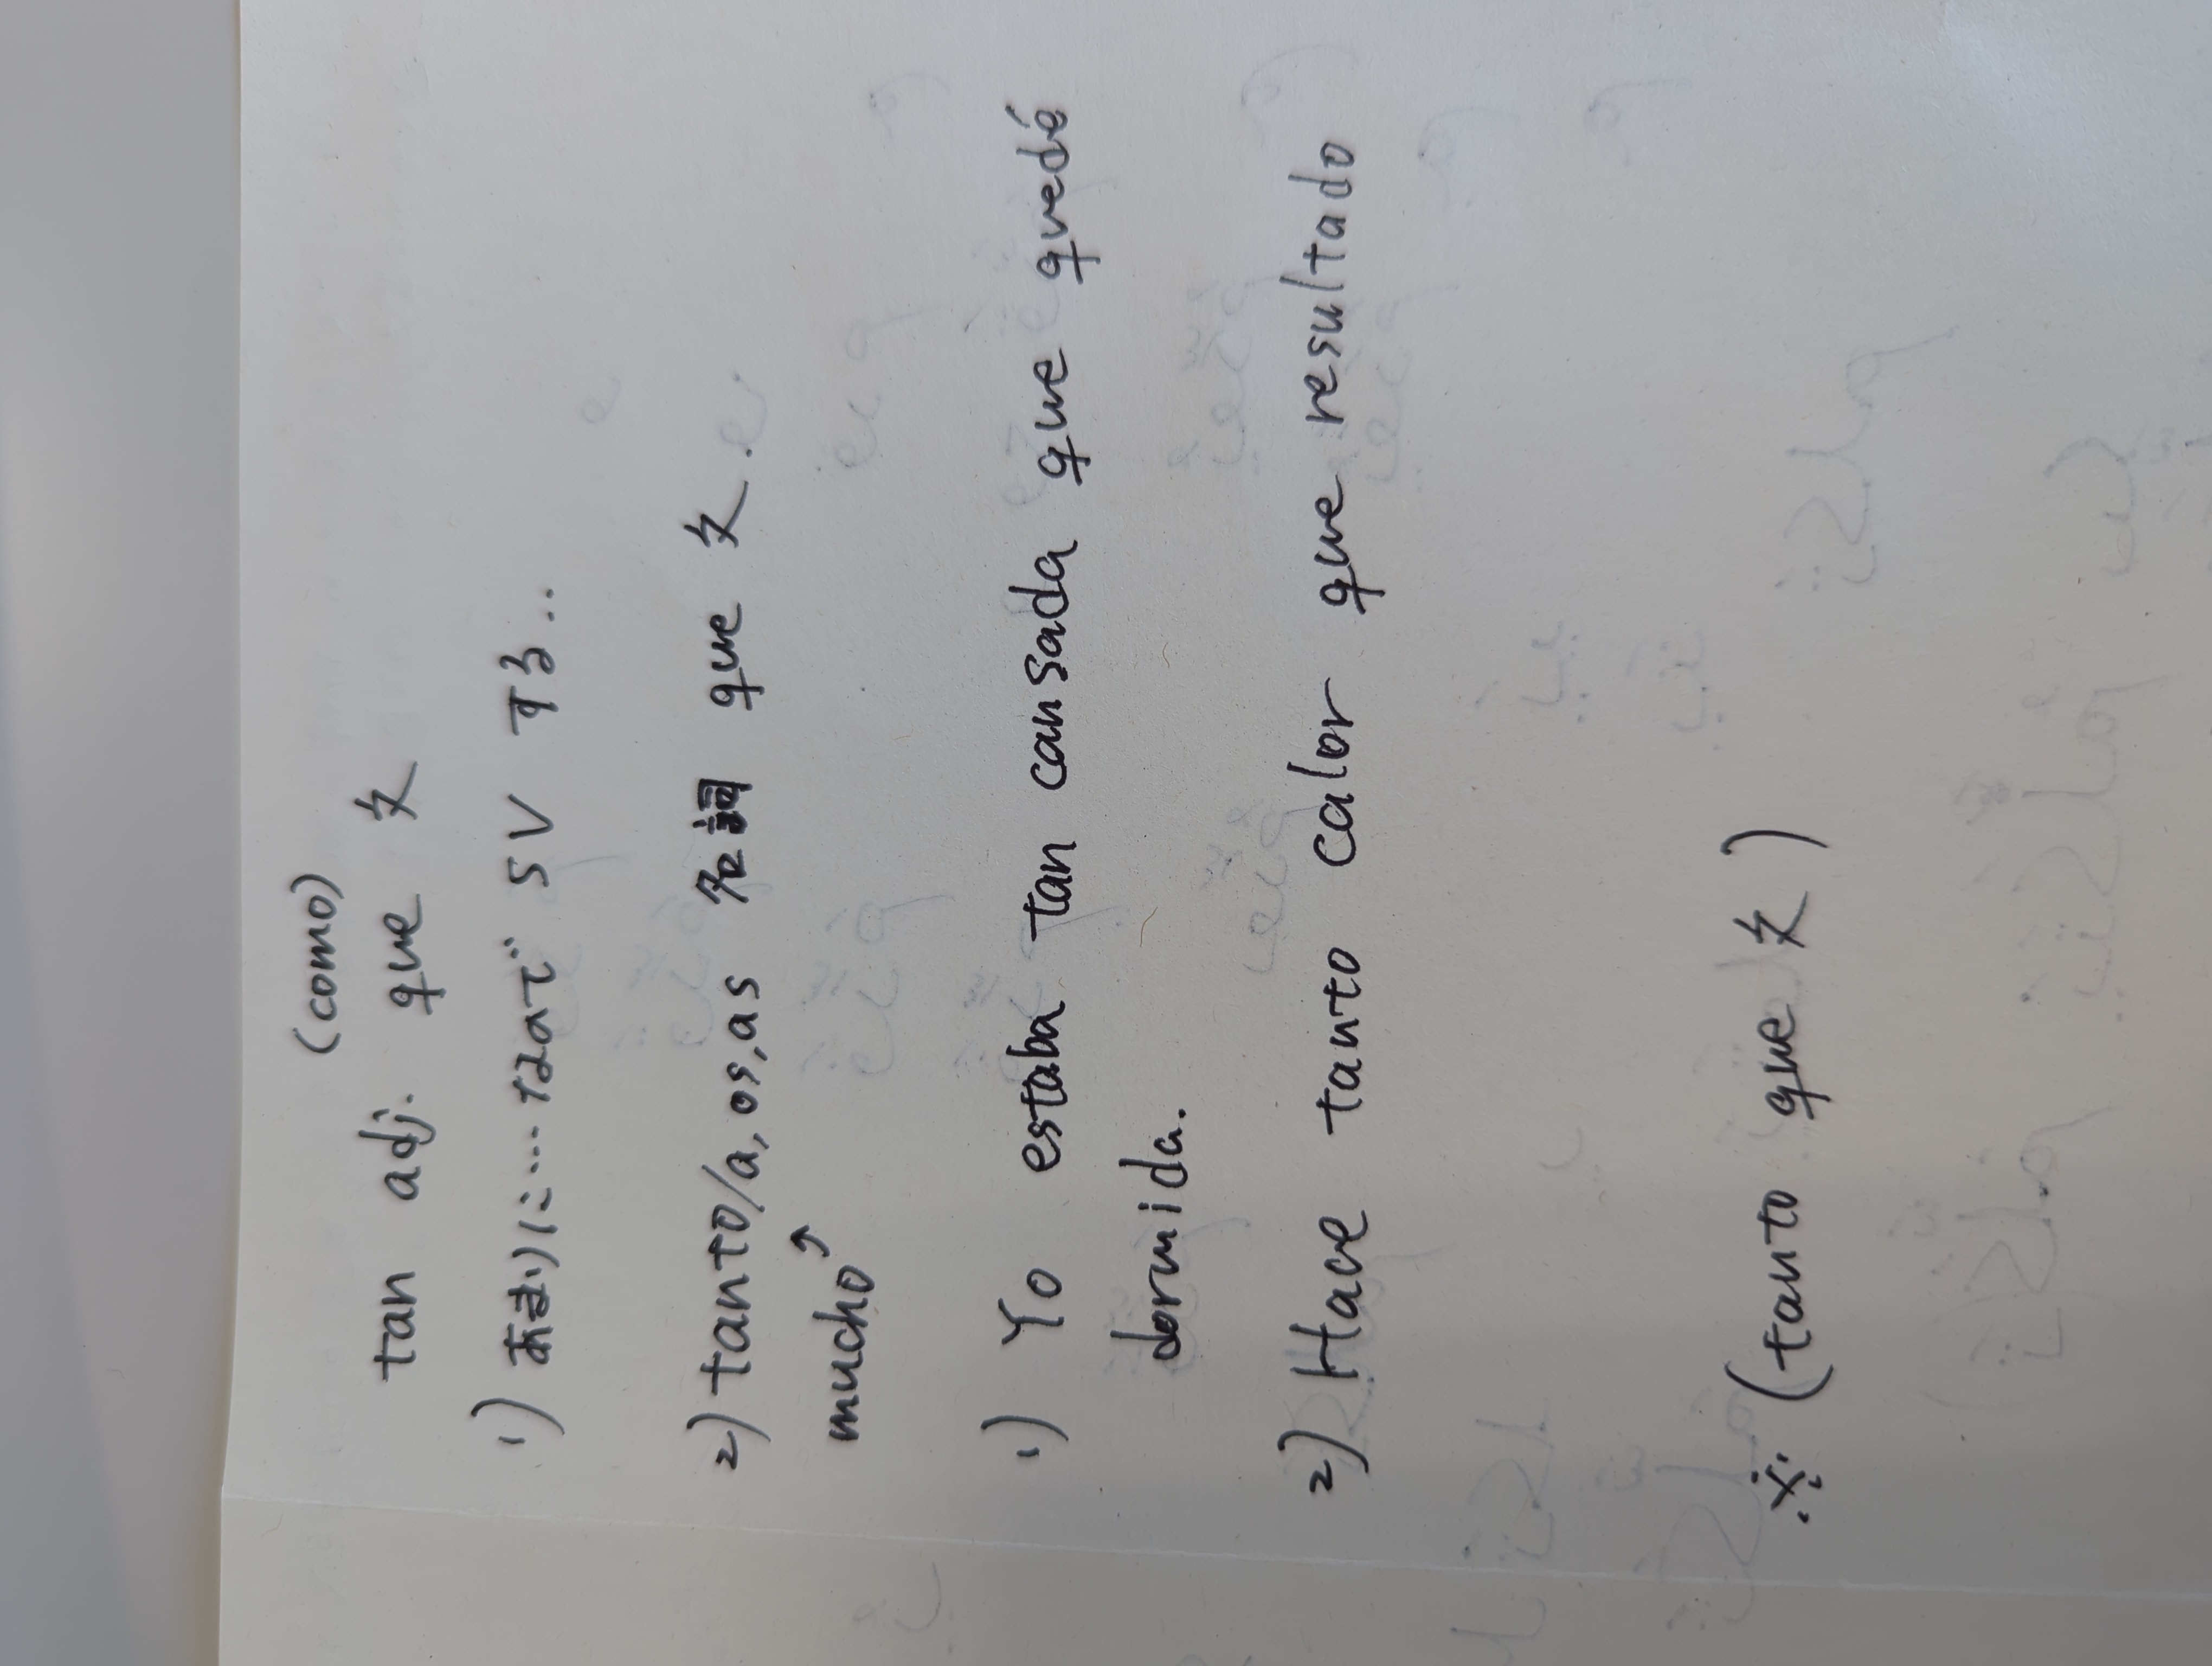 (como)
tan adj. que 文
1) あまりに…なので SV する..
2) tanto/a, os, as 名詞 que 文.
mucho↗
1) Yo estaba tan cansada que quedé
dormida.
2) Hace tanto calor que resultado
※ (tanto que 文)